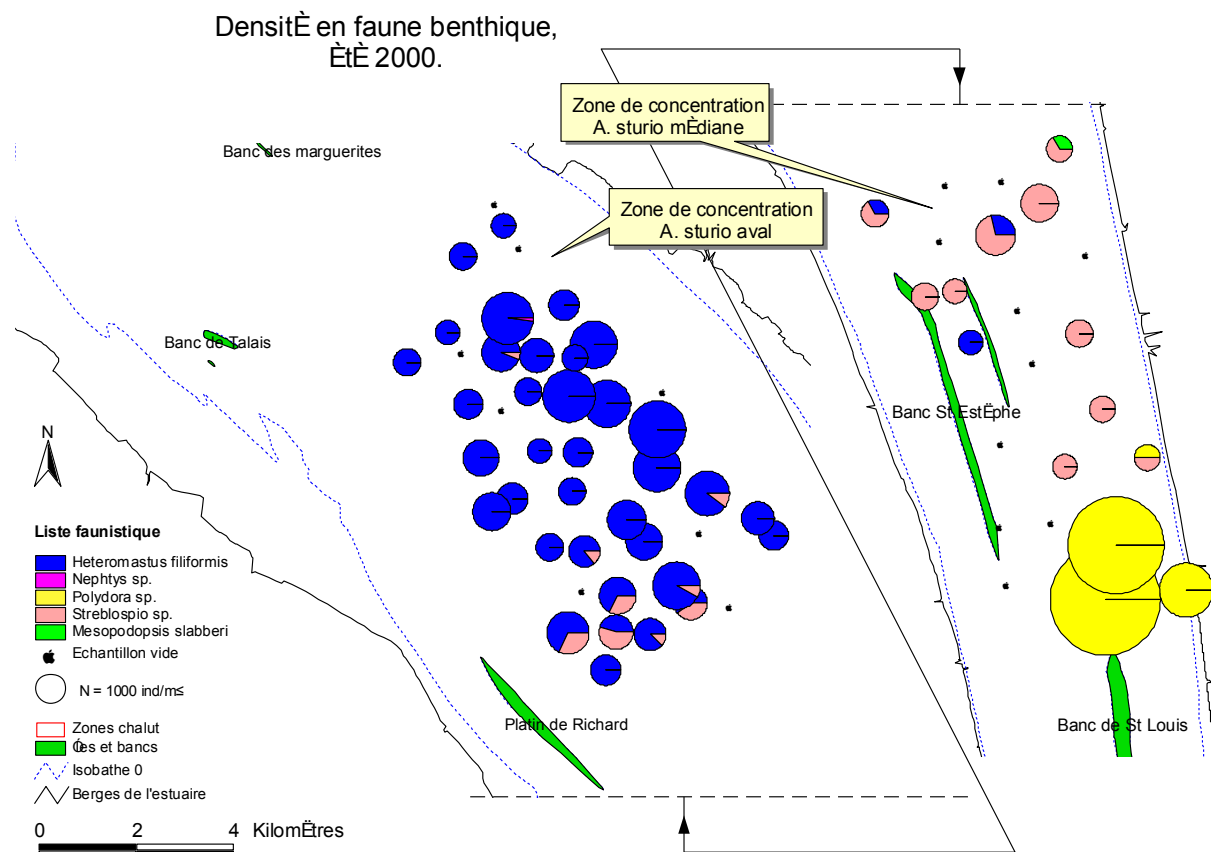 DensitÈ en faune benthique,
ÈtÈ 2000.
Zone de concentration
A. sturio mÈdiane
Banc des marguerites
Zone de concentration
A. sturio aval
Banc de Talais
Banc St EstËphe
N
Liste faunistique
Heteromastus filiformis
Nephtys sp.
Polydora sp.
Streblospio sp.
Mesopodopsis slabberi
Echantillon vide
N = 1000 ind/m≤
Platin de Richard
Banc de St Louis
Zones chalut
et bancs
Isobathe 0
Berges de l'estuaire
0 2 4 KilomËtres